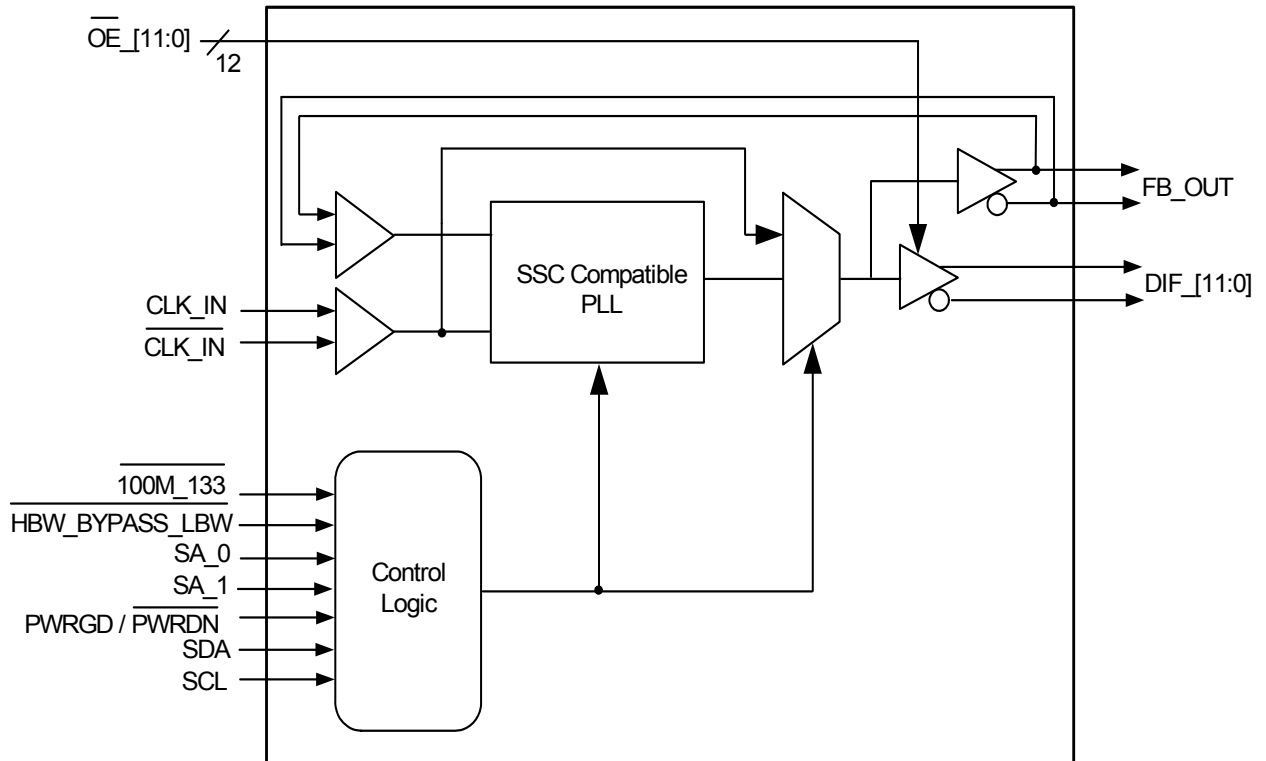 OE_[11:0]
12
FB_OUT
SSC Compatible
PLL
DIF_[11:0]
CLK_IN
CLK_IN
100M_133
HBW_BYPASS_LBW
SA_0
SA_1
PWRGD / PWRDN
SDA
SCL
Control
Logic